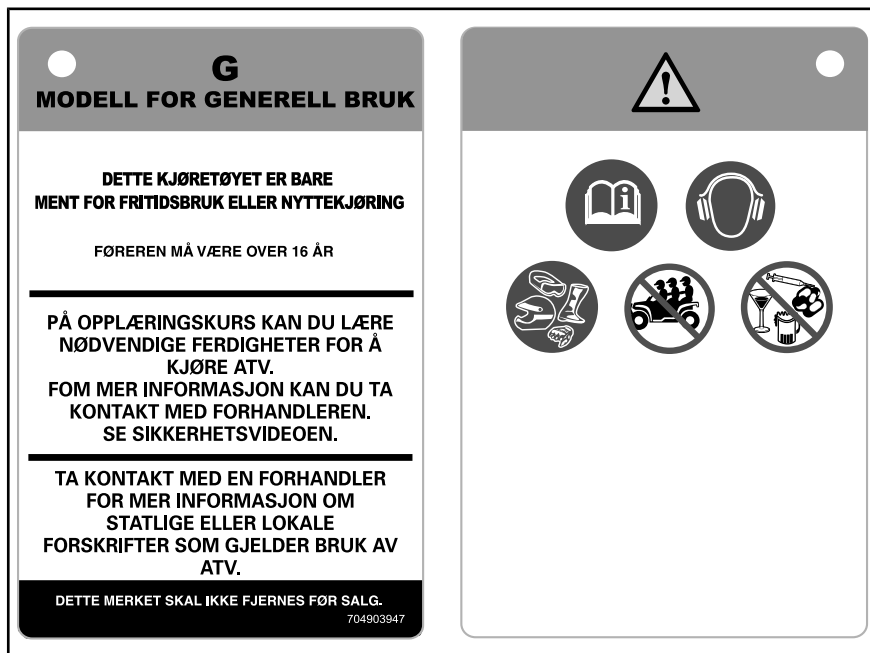 G
MODELL FOR GENERELL BRUK
DETTE KJØRETØYET ER BARE
MENT FOR FRITIDSBRUK ELLER NYTTEKJØRING
FØREREN MÅ VÆRE OVER 16 ÅR
PÅ OPPLÆRINGSKURS KAN DU LÆRE
NØDVENDIGE FERDIGHETER FOR Å
KJØRE ATV.
FOM MER INFORMASJON KAN DU TA
KONTAKT MED FORHANDLEREN.
SE SIKKERHETSVIDEOEN.
TA KONTAKT MED EN FORHANDLER
FOR MER INFORMASJON OM
STATLIGE ELLER LOKALE
FORSKRIFTER SOM GJELDER BRUK AV
ATV.
DETTE MERKET SKAL IKKE FJERNES FØR SALG.
704903947